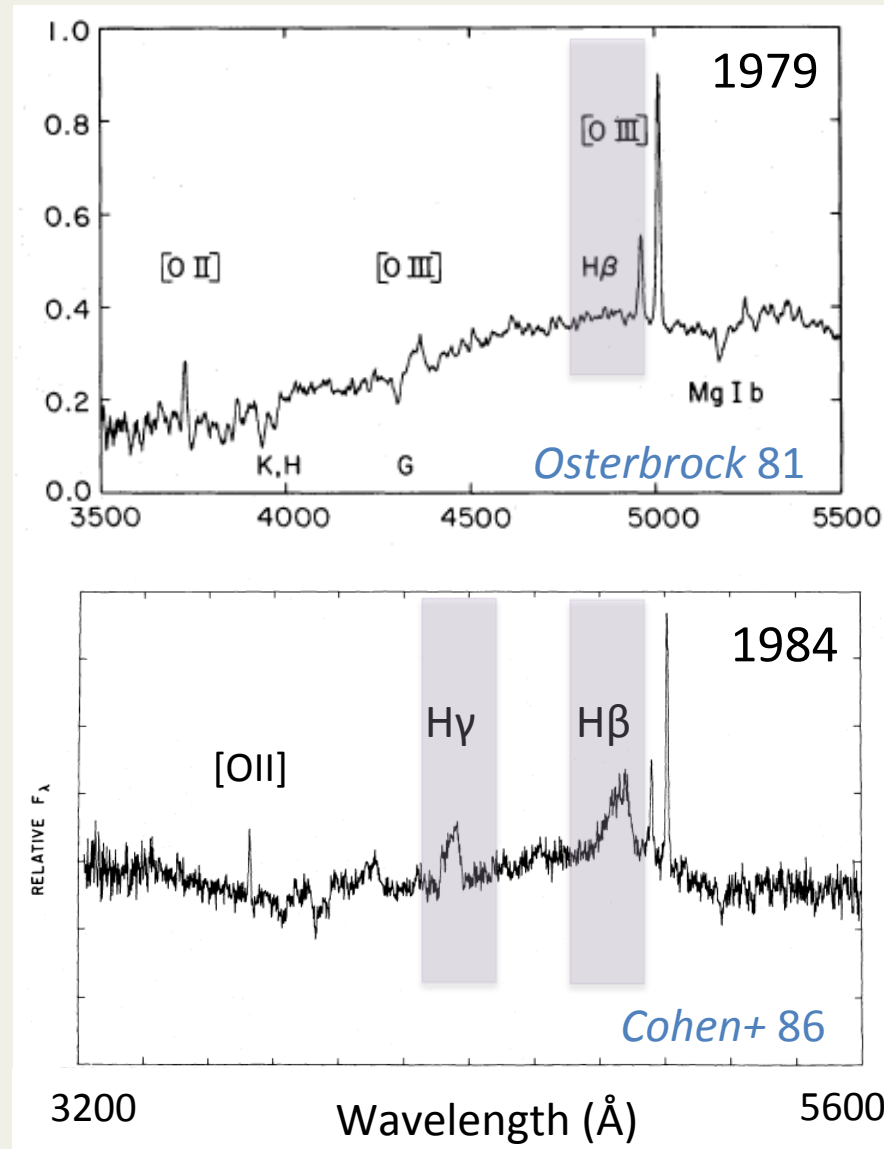 1.0
1979
0.8
[O III]
0.6
[O II] [O III] Hβ
0.4
Mg I b
0.2
K,H G Osterbrock 81
0.0
3500 4000 4500 5000 5500
1984
Hγ Hβ
[OII]
RELATIVE Fλ
Cohen+ 86
3200 Wavelength (Å) 5600